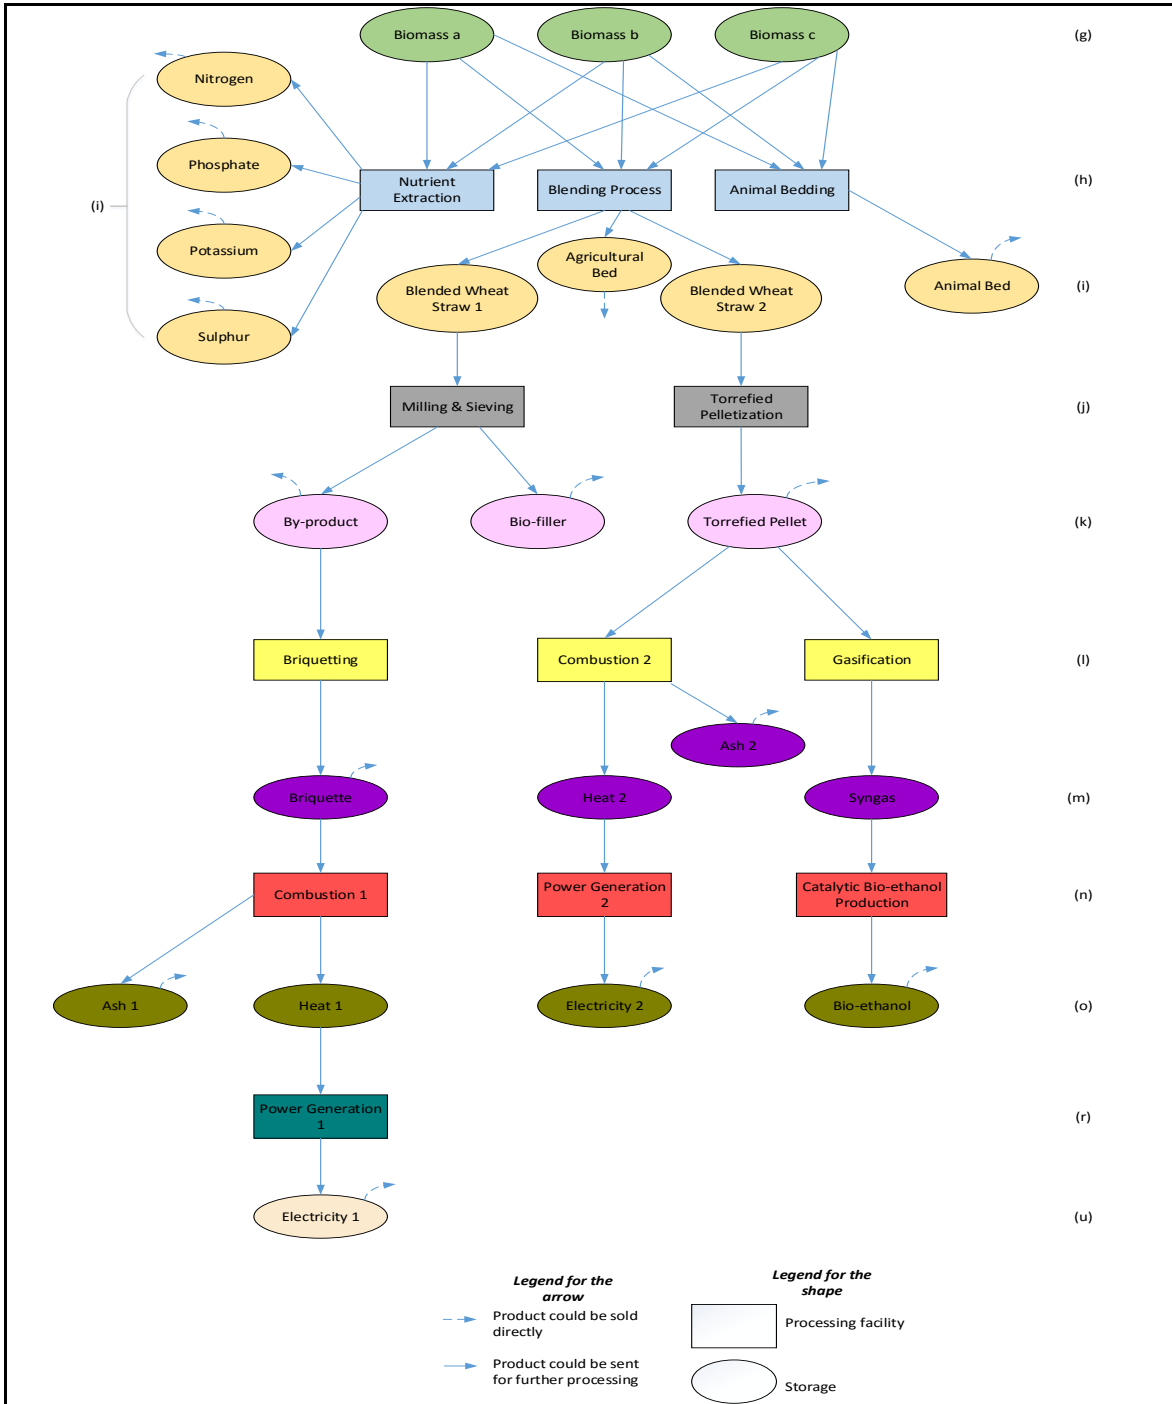 Biomass a
Biomass b
Biomass c
(g)
Nitrogen
Phosphate
Potassium
Sulphur
(i)
Nutrient
Extraction
Blending Process
Animal Bedding
(h)
Agricultural
Bed
Blended Wheat
Straw 1
Blended Wheat
Straw 2
Animal Bed
(i)
Milling & Sieving
Torrefied
Pelletization
(j)
By-product
Bio-filler
Torrefied Pellet
(k)
Briquetting
Combustion 2
Gasification
(l)
Ash 2
Briquette
Heat 2
Syngas
(m)
Combustion 1
Power Generation
2
Catalytic Bio-ethanol
Production
(n)
Ash 1
Heat 1
Electricity 2
Bio-ethanol
(o)
Power Generation
1
(r)
Electricity 1
(u)
Legend for the
arrow
Product could be sold
directly
Product could be sent
for further processing
Legend for the
shape
Processing facility
Storage